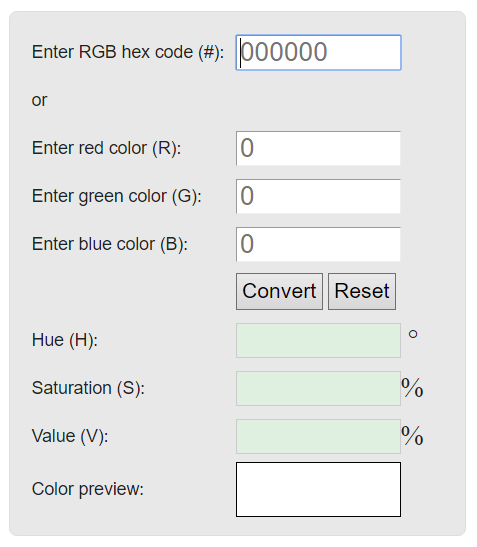 Enter RGB hex code (#): 000000
or
Enter red color (R): 0
Enter green color (G): 0
Enter blue color (B): 0
Convert Reset
Hue (H): °
Saturation (S): %
Value (V): %
Color preview: